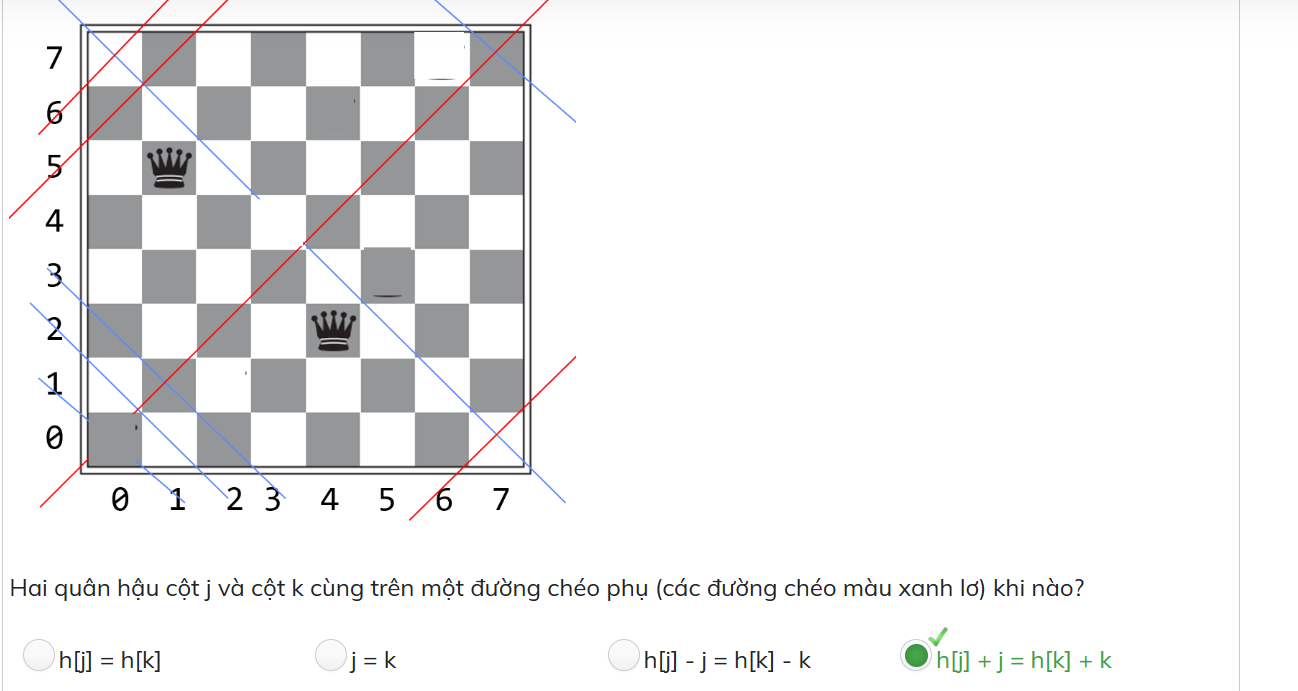 7
6
5
4
3
2
1
0
0 1 2 3 4 5 6 7
Hai quân hậu cột j và cột k cùng trên một đường chéo phụ (các đường chéo màu xanh lơ) khi nào?
h[j] = h[k] j = k h[j] - j = h[k] - k h[j] + j = h[k] + k